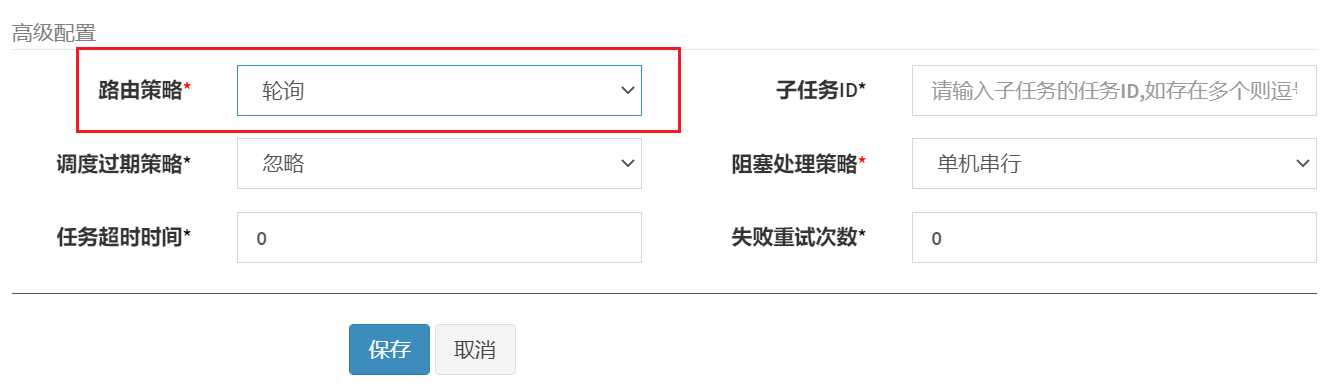 高级配置
路由策略* 轮询 子任务ID* 请输入子任务的任务ID,如存在多个则逗
调度过期策略* 忽略 阻塞处理策略* 单机串行
任务超时时间* 0 失败重试次数* 0
保存 取消